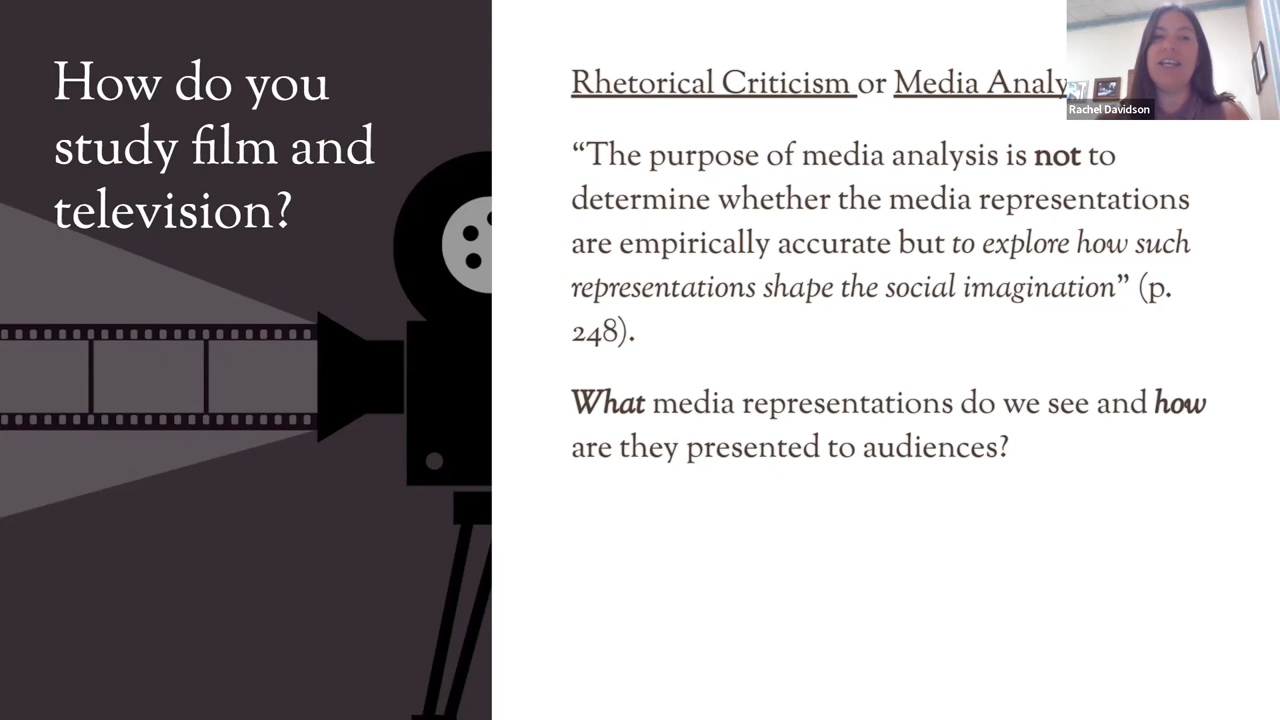 How do you
study film and
television?
Rhetorical Criticism or Media Analy
“The purpose of media analysis is not to
determine whether the media representations
are empirically accurate but to explore how such
representations shape the social imagination” (p.
248).
What media representations do we see and how
are they presented to audiences?
Rachel Davidson